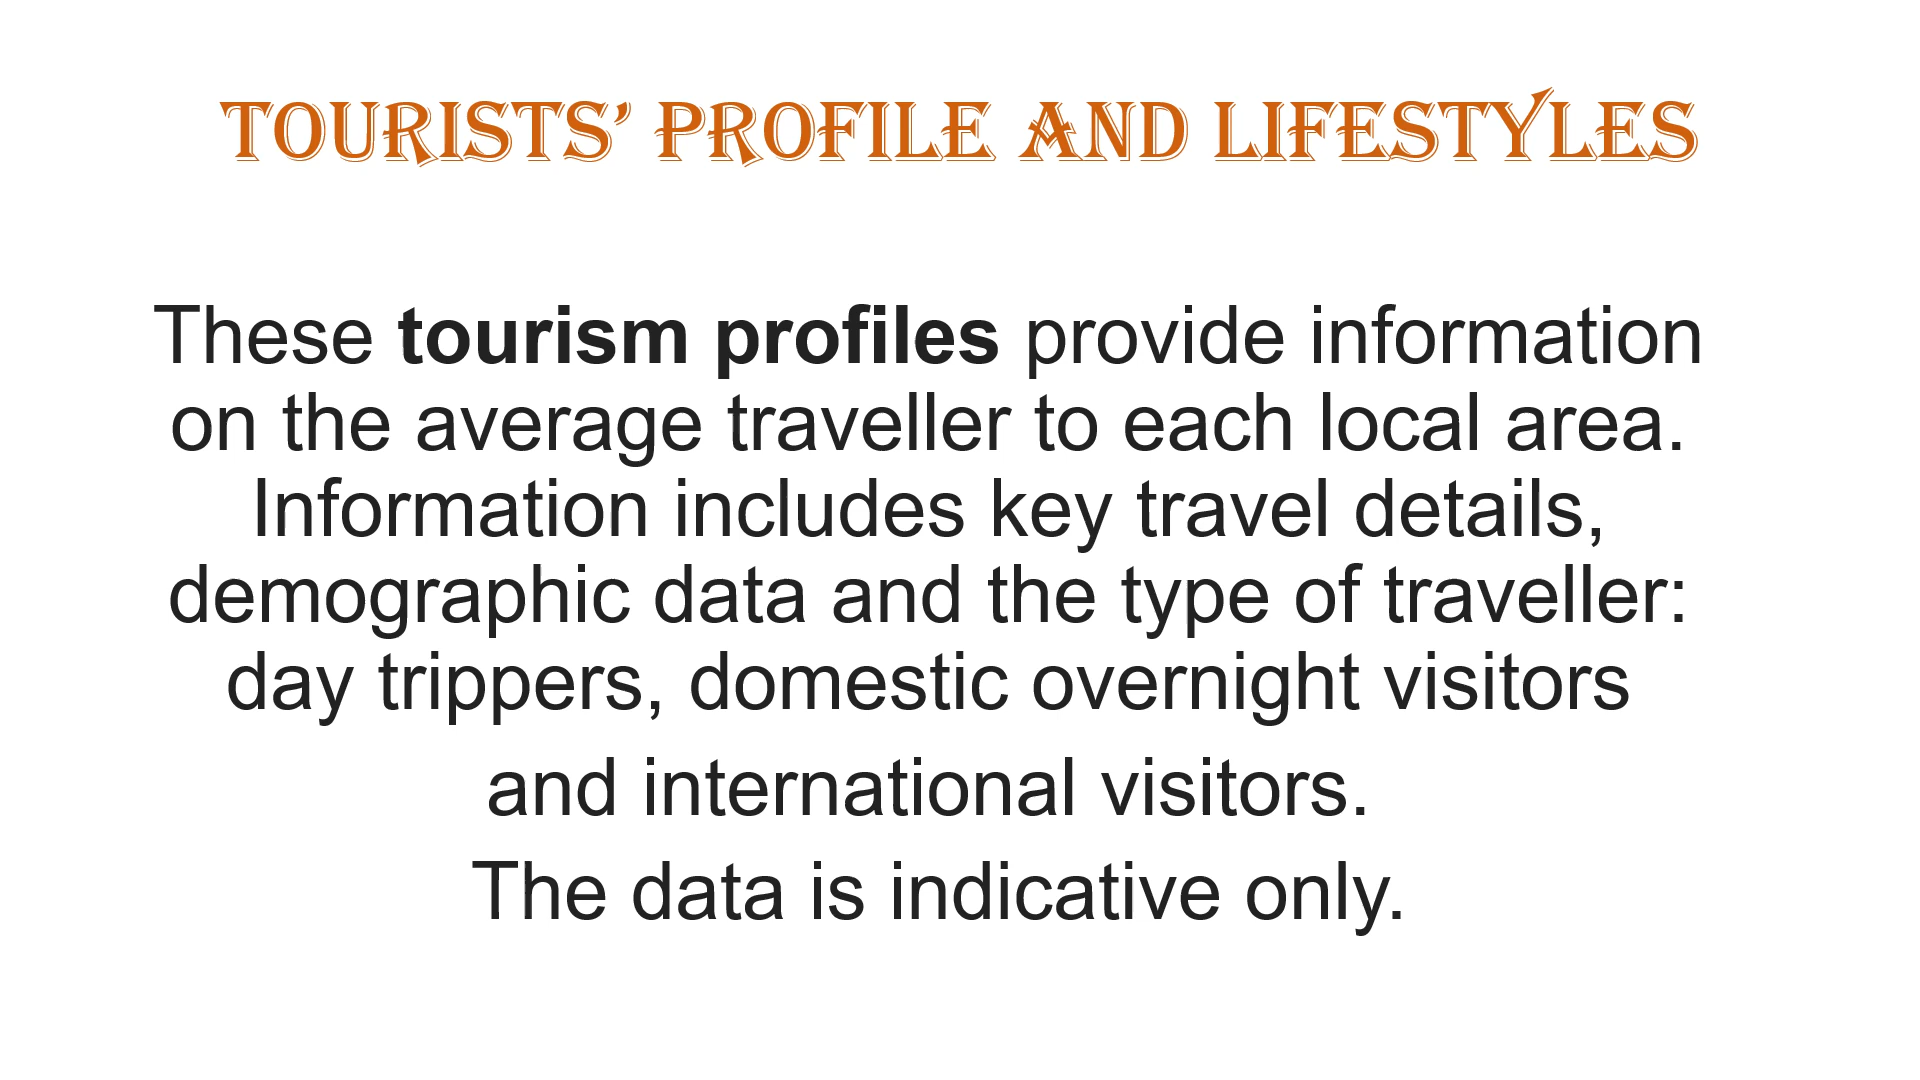 TOURISTS’ PROFILE AND LIFESTYLES
These tourism profiles provide information
on the average traveller to each local area.
Information includes key travel details,
demographic data and the type of traveller:
day trippers, domestic overnight visitors
and international visitors.
The data is indicative only.